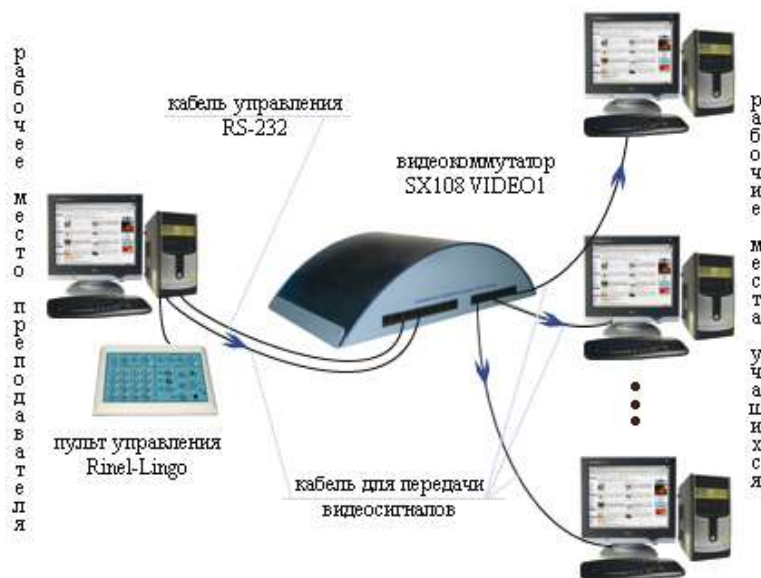 рабочее место преподавателя
кабель управления
RS-232
видеокоммутатор
SX108 VIDEO1
рабочие места учащихся
пульт управления
Rinel-Lingo
кабель для передачи
видеосигналов